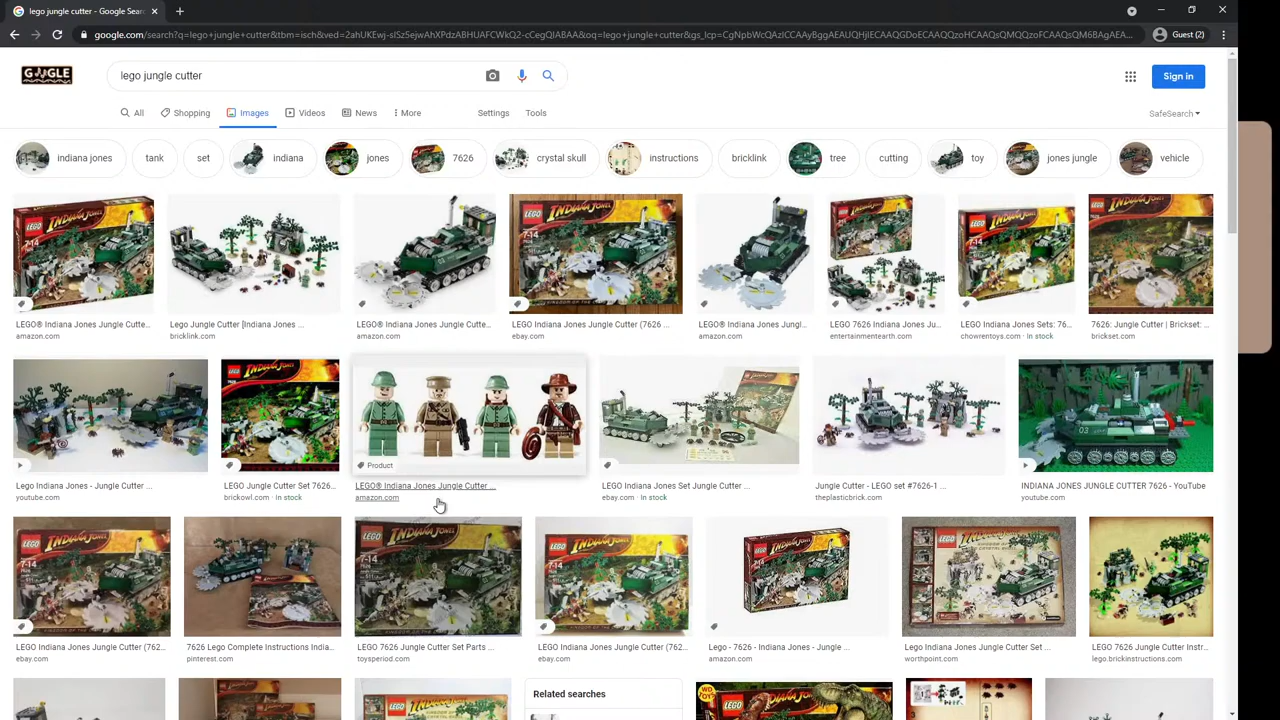 lego jungle cutter - Google Sear
Guest (2)
google.com/search?q=lego+jungle+cutter&tbm=isch&ved=
lego jungle cutter
Sign in
All
Shopping
Images
Videos
News
More
Settings
Tools
SafeSearch
indiana jones
tank
set
indiana
jones
7626
crystal skull
instructions
bricklink
tree
cutting
toy
jones jungle
vehicle
LEGO® Indiana Jones Jungle Cutte...
amazon.com
Lego Jungle Cutter [Indiana Jones ...
bricklink.com
LEGO® Indiana Jones Jungle Cutte...
amazon.com
LEGO Indiana Jones Jungle Cutter (7626 ...
ebay.com
LEGO® Indiana Jones Jungl...
amazon.com
LEGO 7626 Indiana Jones Ju...
entertainmentearth.com
LEGO Indiana Jones Sets: 76...
chowrentoys.com · In stock
7626: Jungle Cutter | Brickset: ...
brickset.com
Product
Lego Indiana Jones - Jungle Cutter ...
youtube.com
LEGO Jungle Cutter Set 7626...
brickowl.com · In stock
LEGO® Indiana Jones Jungle Cutter ...
amazon.com
LEGO Indiana Jones Set Jungle Cutter ...
ebay.com · In stock
Jungle Cutter - LEGO set #7626-1 ...
theplasticbrick.com
INDIANA JONES JUNGLE CUTTER 7626 - YouTube
youtube.com
LEGO Indiana Jones Jungle Cutter (762...
ebay.com
7626 Lego Complete Instructions India...
pinterest.com
LEGO 7626 Jungle Cutter Set Parts ...
toysperiod.com
LEGO Indiana Jones Jungle Cutter (762...
ebay.com
Lego - 7626 - Indiana Jones - Jungle ...
amazon.com
Lego Indiana Jones Jungle Cutter Set ...
worthpoint.com
LEGO 7626 Jungle Cutter Instr...
lego.brickinstructions.com
Related searches